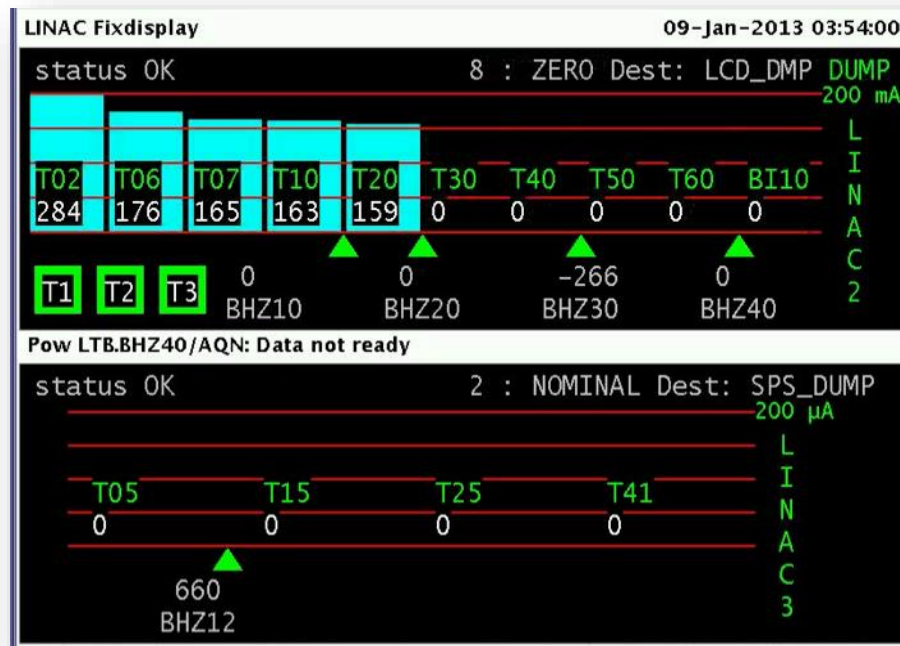 LINAC Fixdisplay 09-Jan-2013 03:54:00
status OK 8 : ZERO Dest: LCD_DMP DUMP
200 mA
T02 T06 T07 T10 T20 T30 T40 T50 T60 BI10
284 176 165 163 159 0 0 0 0 0
LINAC2
T1 T2 T3
0 0 -266 0
BHZ10 BHZ20 BHZ30 BHZ40
Pow LTB.BHZ40/AQN: Data not ready
status OK 2 : NOMINAL Dest: SPS_DUMP
200 µA
T05 T15 T25 T41
0 0 0 0
LINAC3
660
BHZ12